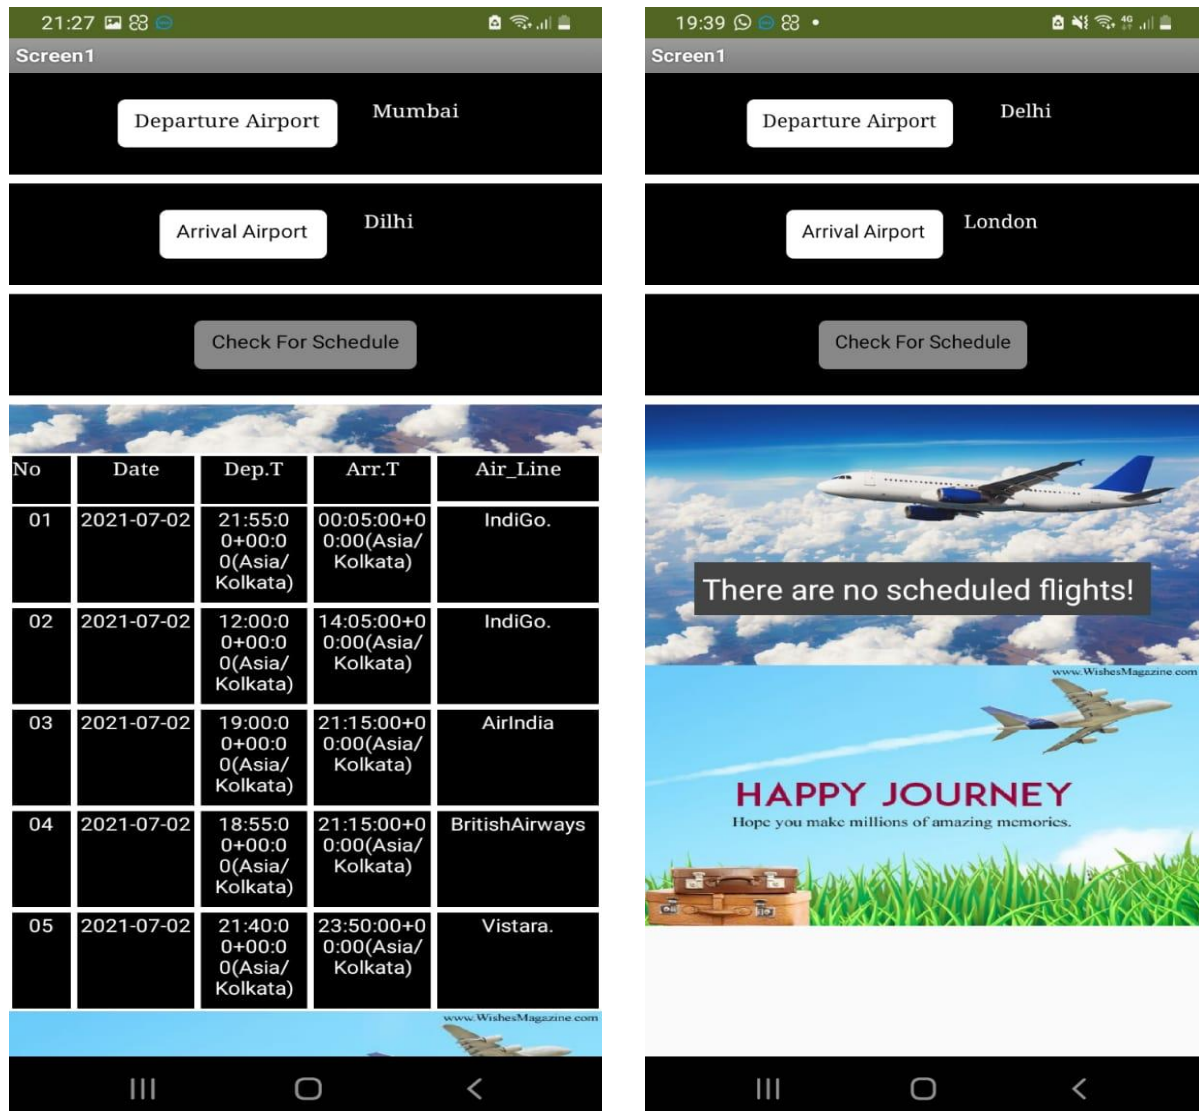 21:27
Screen1
Departure Airport
Mumbai
Arrival Airport
Dilhi
Check For Schedule
No Date Dep.T Arr.T Air_Line
01 2021-07-02 21:55:0 00:05:00+0 IndiGo.
0+00:0 0:00(Asia/
0(Asia/ Kolkata)
Kolkata)
02 2021-07-02 12:00:0 14:05:00+0 IndiGo.
0+00:0 0:00(Asia/
0(Asia/ Kolkata)
Kolkata)
03 2021-07-02 19:00:0 21:15:00+0 AirIndia
0+00:0 0:00(Asia/
0(Asia/ Kolkata)
Kolkata)
04 2021-07-02 18:55:0 21:15:00+0 BritishAirways
0+00:0 0:00(Asia/
0(Asia/ Kolkata)
Kolkata)
05 2021-07-02 21:40:0 23:50:00+0 Vistara.
0+00:0 0:00(Asia/
0(Asia/ Kolkata)
Kolkata)
www.WishesMagazine.com
19:39 4G
Screen1
Departure Airport
Delhi
Arrival Airport
London
Check For Schedule
There are no scheduled flights!
www.WishesMagazine.com
HAPPY JOURNEY
Hope you make millions of amazing memories.